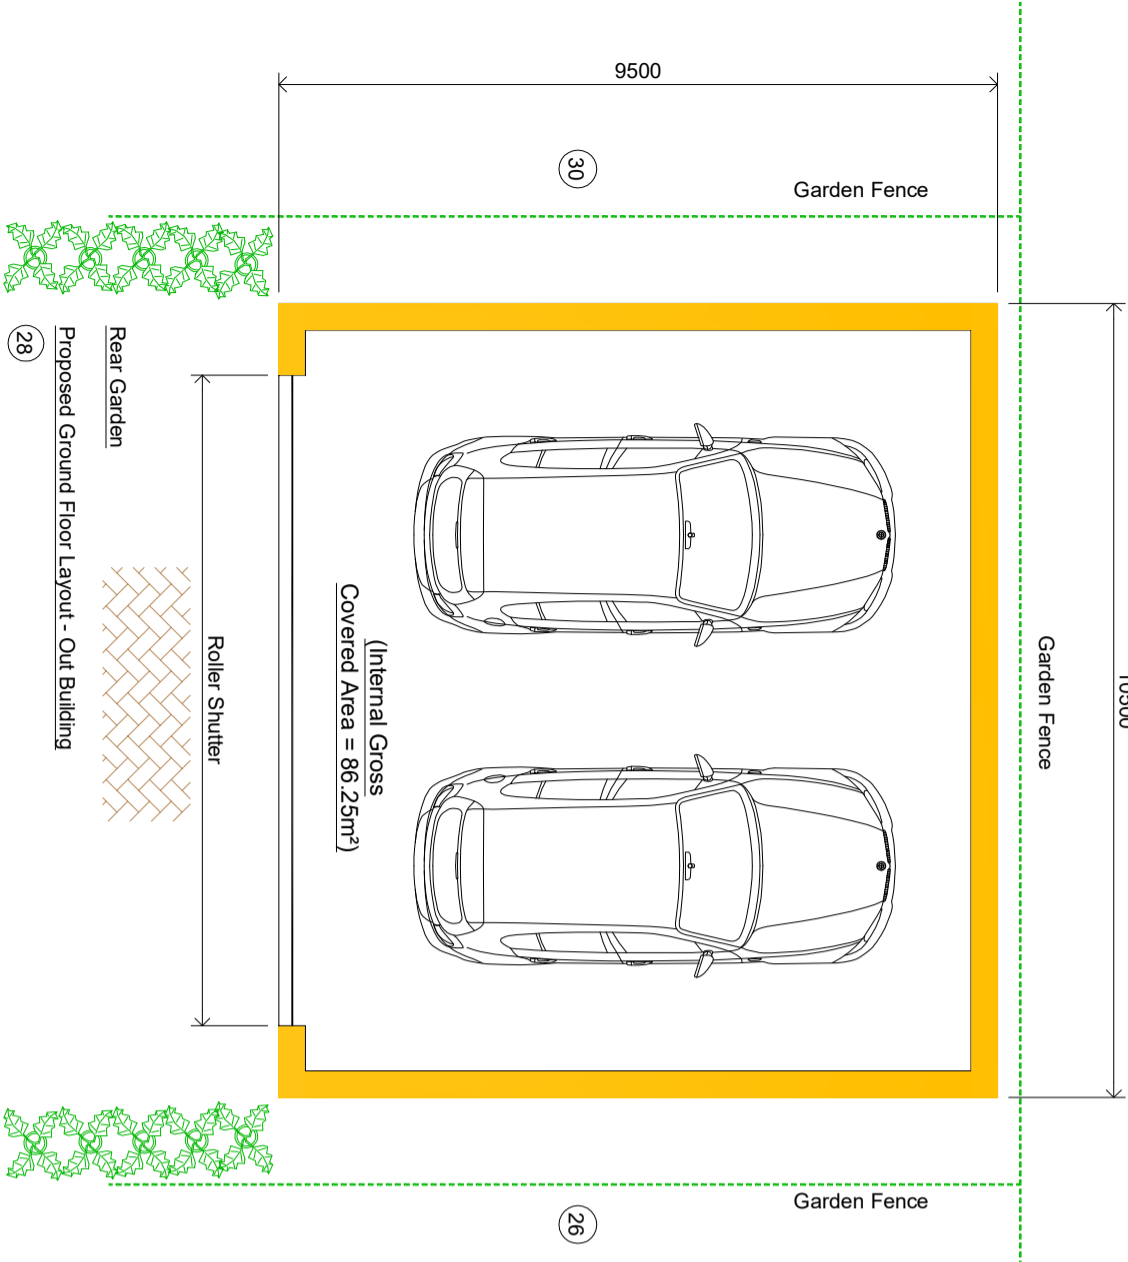 9500
30
Garden Fence
10500
Garden Fence
(Internal Gross
Covered Area = 86.25m²)
Roller Shutter
Rear Garden
Proposed Ground Floor Layout - Out Building
28
Garden Fence
26